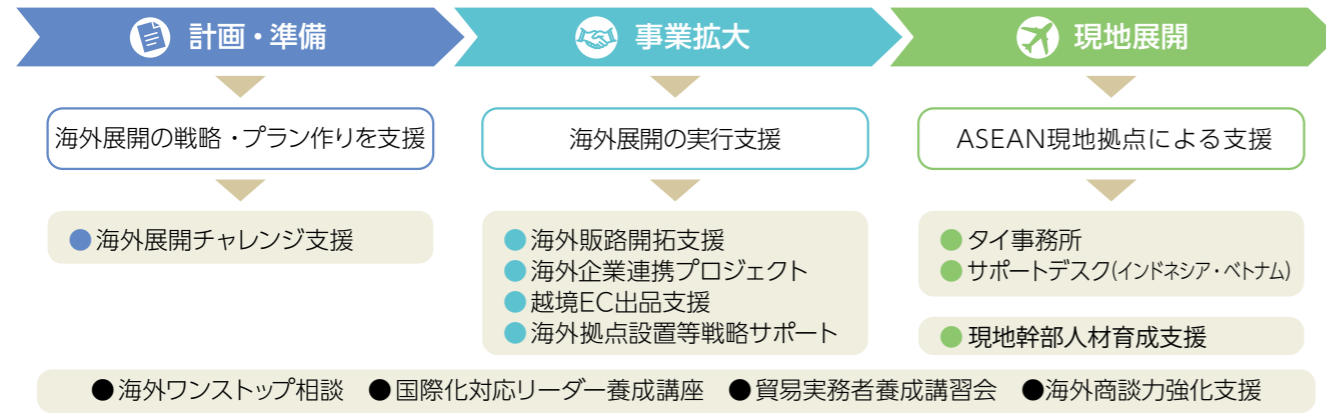 計画・準備
事業拡大
現地展開
海外展開の戦略・プラン作りを支援
海外展開の実行支援
ASEAN現地拠点による支援
●海外展開チャレンジ支援
●海外販路開拓支援
●海外企業連携プロジェクト
●越境EC出品支援
●海外拠点設置等戦略サポート
●タイ事務所
●サポートデスク(インドネシア・ベトナム)
●現地幹部人材育成支援
●海外ワンストップ相談 ●国際化対応リーダー養成講座 ●貿易実務者養成講習会 ●海外商談力強化支援